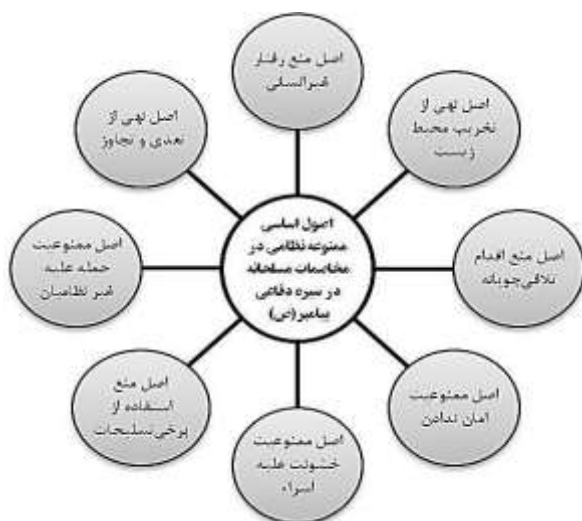 اصل منع رفتار
غیرانسانی
اصل نهی از
تخریب محیط
زیست
اصل منع اقدام
تلافی‌جویانه
اصل ممنوعیت
امان ندادن
اصل ممنوعیت
خشونت علیه
اسراء
اصل منع
استفاده از
برخی‌تسلیحات
اصل ممنوعیت
حمله علیه
غیر نظامیان
اصل نهی از
تعدی و تجاوز
اصول اساسی
ممنوعه نظامی در
مخاصمات مسلحانه
در سیره دفاعی
پیامبر(ص)